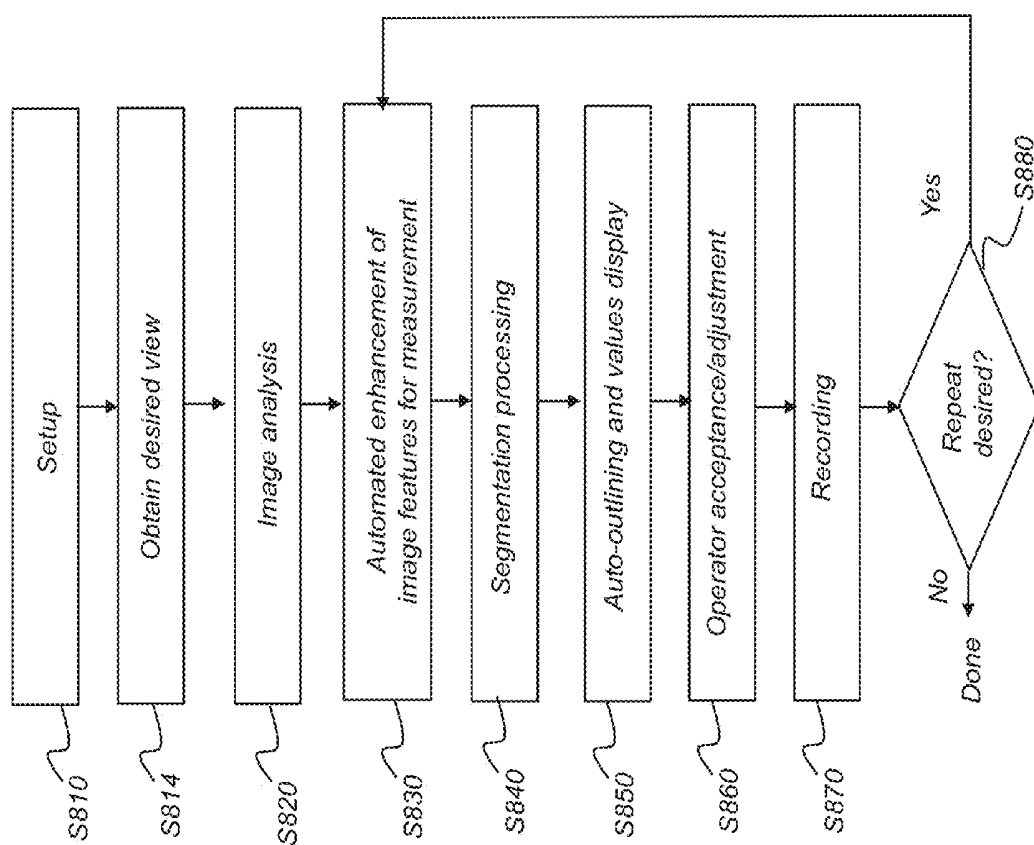 Setup
S810
Obtain desired view
S814
Image analysis
S820
Automated enhancement of
image features for measurement
S830
Segmentation processing
S840
Auto-outlining and values display
S850
Operator acceptance/adjustment
S860
Recording
S870
Repeat
desired?
S880
Yes
No
Done